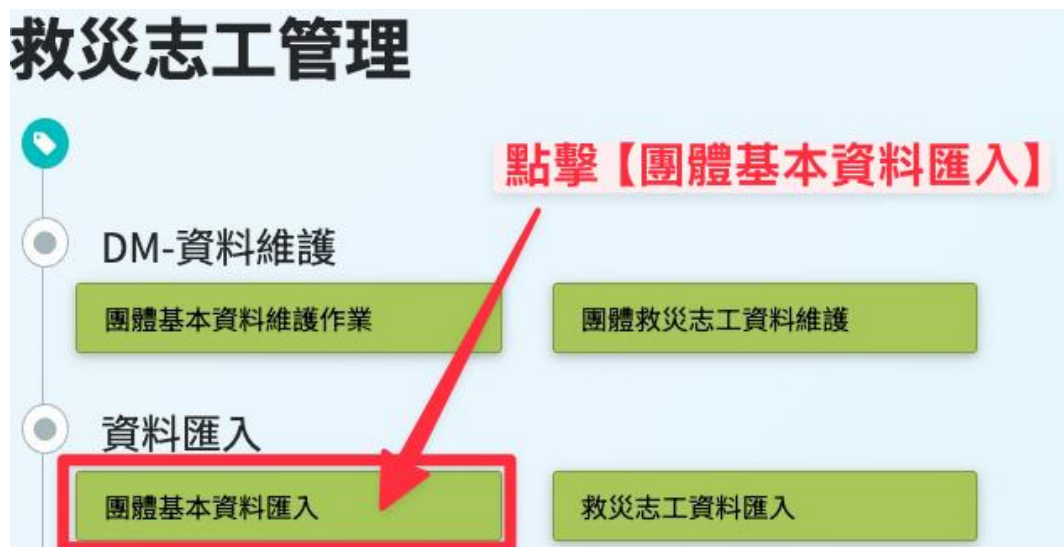 救災志工管理
點擊【團體基本資料匯入】
DM-資料維護
團體基本資料維護作業
團體救災志工資料維護
資料匯入
團體基本資料匯入
救災志工資料匯入